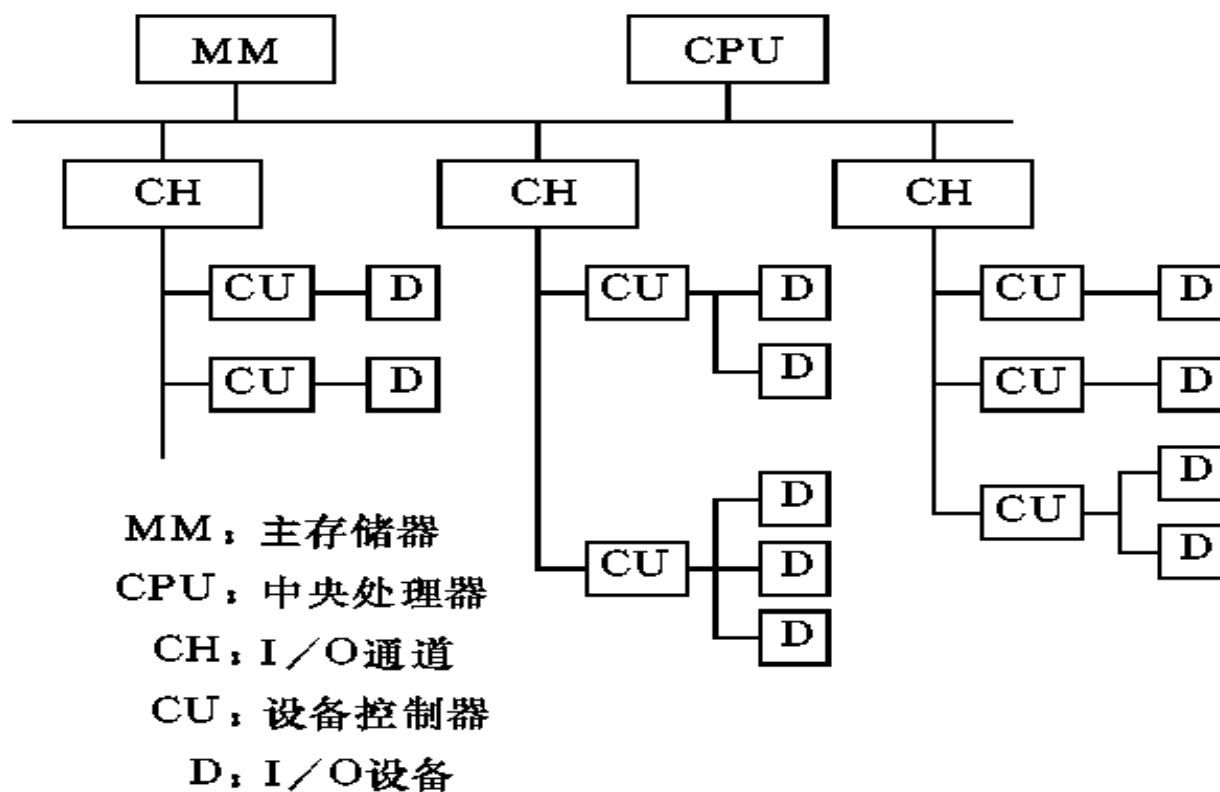 MM CPU
CH CH CH
CU D CU D CU D
D
CU D CU D
D
D
CU D
CU D
D
D
MM：主存储器
CPU：中央处理器
CH：I／O通道
CU：设备控制器
D：I／O设备